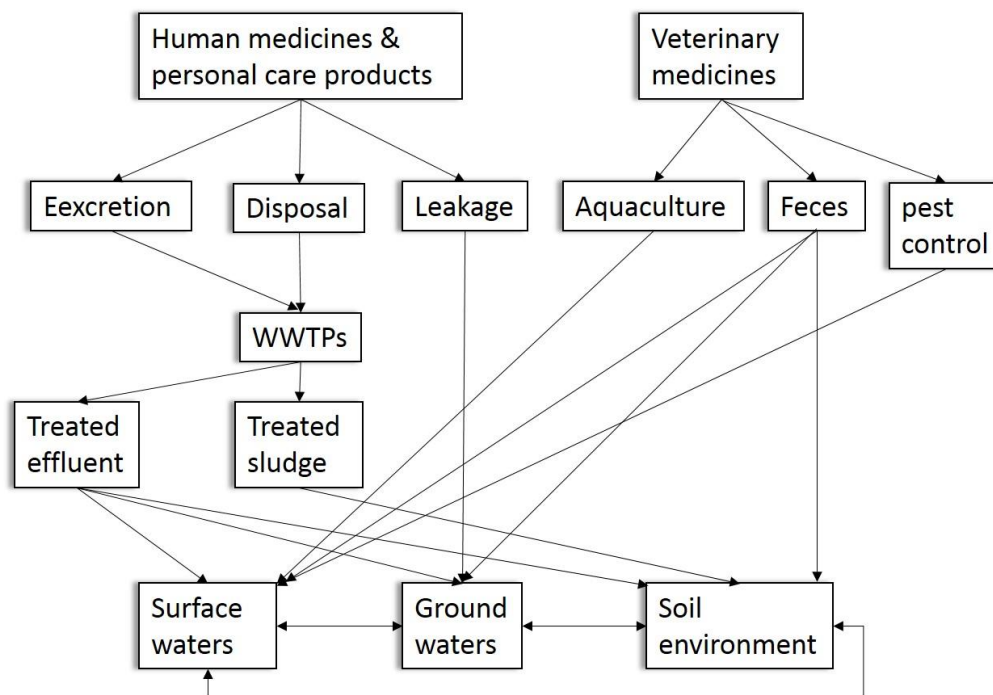 Human medicines &
personal care products
Veterinary
medicines
Eexcretion
Disposal
Leakage
Aquaculture
Feces
pest
control
WWTPs
Treated
effluent
Treated
sludge
Surface
waters
Ground
waters
Soil
environment